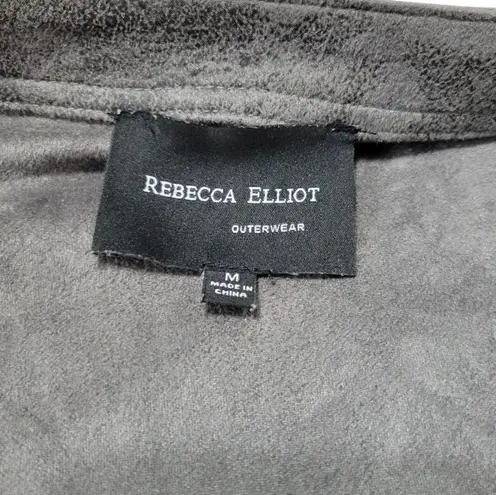 REBECCA ELLIOT
OUTERWEAR
M
MADE IN
CHINA